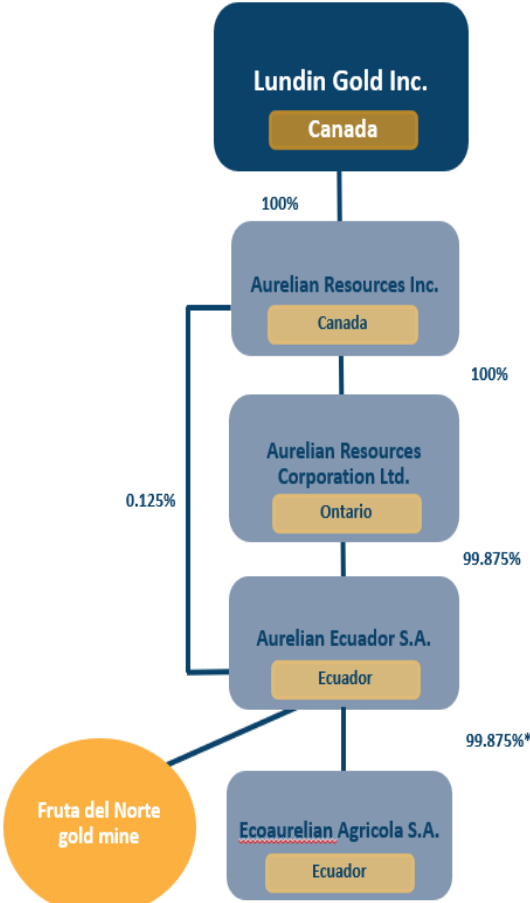 Lundin Gold Inc.
Canada
100%
Aurelian Resources Inc.
Canada
100%
Aurelian Resources
Corporation Ltd.
Ontario
0.125%
99.875%
Aurelian Ecuador S.A.
Ecuador
99.875%*
Fruta del Norte
gold mine
Ecoaurelian Agricola S.A.
Ecuador